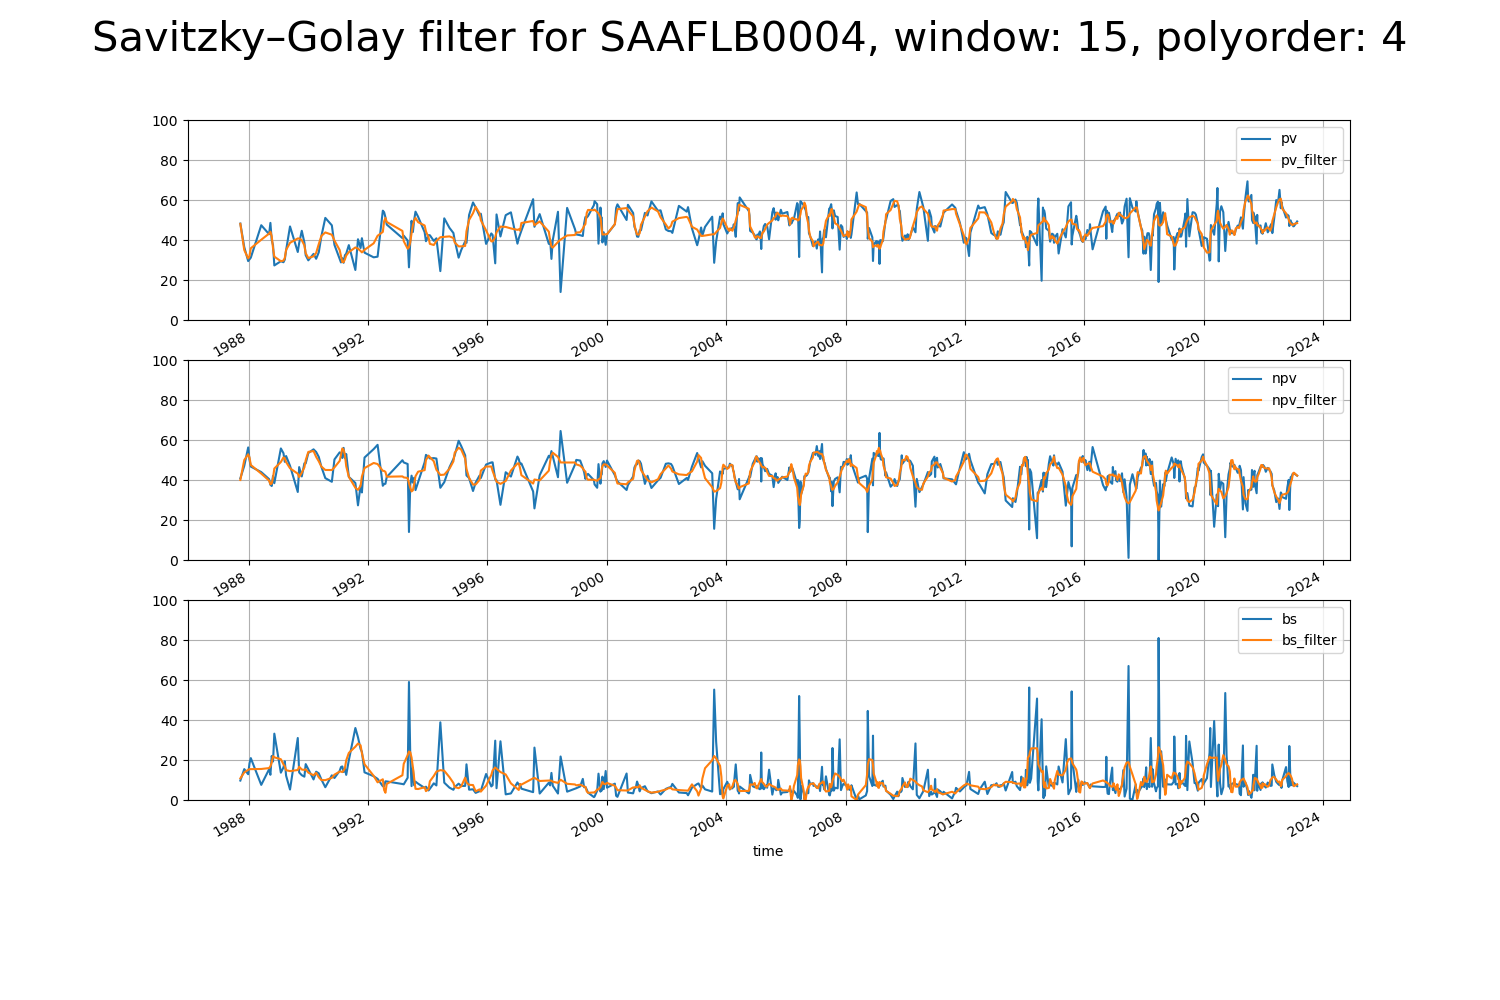 Savitzky–Golay filter for SAAFLB0004, window: 15, polyorder: 4
100
80
60
40
20
0
pv
pv_filter
1988 1992 1996 2000 2004 2008 2012 2016 2020 2024
100
80
60
40
20
0
npv
npv_filter
1988 1992 1996 2000 2004 2008 2012 2016 2020 2024
100
80
60
40
20
0
bs
bs_filter
1988 1992 1996 2000 2004 2008 2012 2016 2020 2024
time